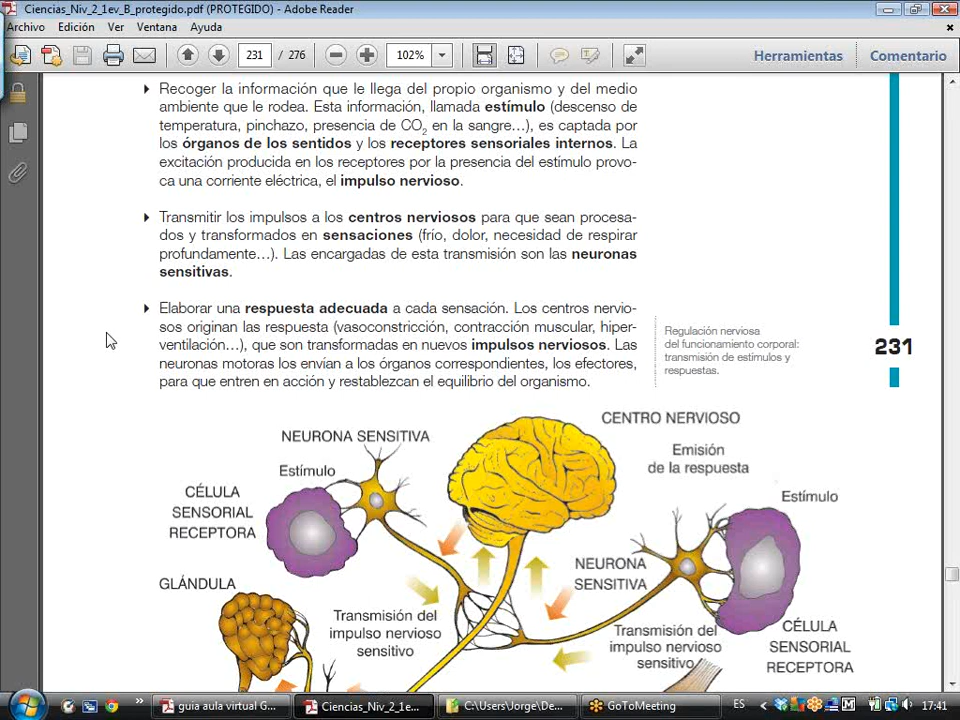 Ciencias_Niv_2_1ev_B_protegido.pdf (PROTEGIDO) - Adobe Reader
Archivo Edición Ver Ventana Ayuda
231 / 276 102% Herramientas Comentario
Recoger la información que le llega del propio organismo y del medio
ambiente que le rodea. Esta información, llamada estímulo (descenso de
temperatura, pinchazo, presencia de CO2 en la sangre…), es captada por
los órganos de los sentidos y los receptores sensoriales internos. La
excitación producida en los receptores por la presencia del estímulo provo-
ca una corriente eléctrica, el impulso nervioso.
Transmitir los impulsos a los centros nerviosos para que sean procesa-
dos y transformados en sensaciones (frío, dolor, necesidad de respirar
profundamente…). Las encargadas de esta transmisión son las neuronas
sensitivas.
Elaborar una respuesta adecuada a cada sensación. Los centros nervio-
sos originan las respuesta (vasoconstricción, contracción muscular, hiper-
ventilación…), que son transformadas en nuevos impulsos nerviosos. Las
neuronas motoras los envían a los órganos correspondientes, los efectores,
para que entren en acción y restablezcan el equilibrio del organismo.
Regulación nerviosa
del funcionamiento corporal:
transmisión de estímulos y
respuestas.
231
CENTRO NERVIOSO
NEURONA SENSITIVA
Emisión
de la respuesta
Estímulo
CÉLULA
SENSORIAL
RECEPTORA
Estímulo
GLÁNDULA
NEURONA
SENSITIVA
Transmisión del
impulso nervioso
sensitivo
Transmisión del
impulso nervioso
sensitivo
CÉLULA
SENSORIAL
RECEPTORA
guia aula virtual G... Ciencias_Niv_2_1e... C:\Users\Jorge\De... GoToMeeting ES 17:41